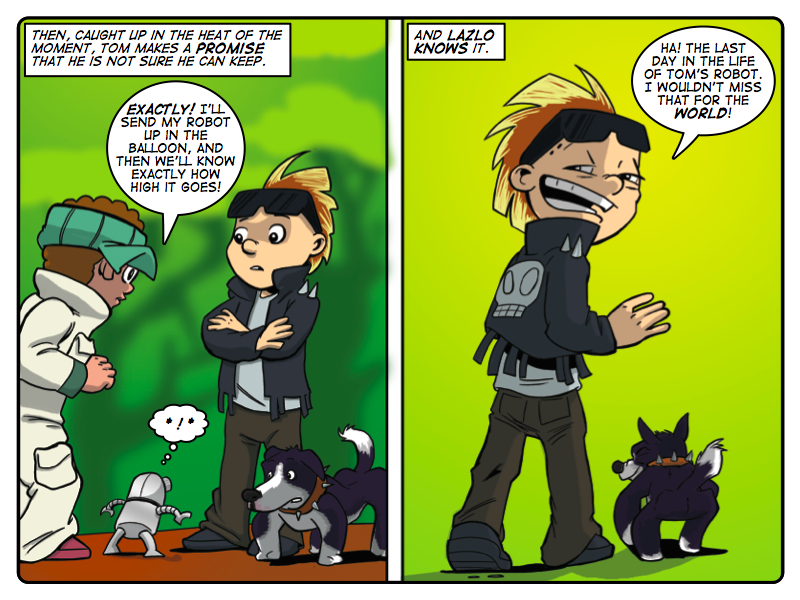 THEN, CAUGHT UP IN THE HEAT OF THE
MOMENT, TOM MAKES A PROMISE
THAT HE IS NOT SURE HE CAN KEEP.
EXACTLY! I'LL
SEND MY ROBOT
UP IN THE
BALLOON, AND
THEN WE'LL KNOW
EXACTLY HOW
HIGH IT GOES!
*!*
AND LAZLO
KNOWS IT.
HA! THE LAST
DAY IN THE LIFE
OF TOM'S ROBOT.
I WOULDN'T MISS
THAT FOR THE
WORLD!